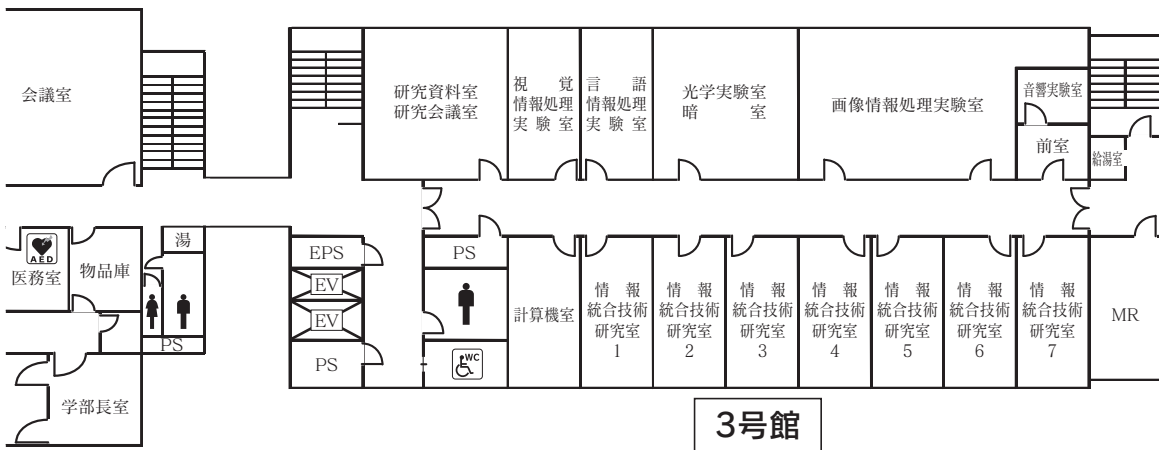 会議室
研究資料室
研究会議室
視覚
情報処理
実験室
言語
情報処理
実験室
光学実験室
暗室
画像情報処理実験室
音響実験室
前室
給湯室
湯
AED
医務室
物品庫
PS
学部長室
EPS
EV
EV
PS
PS
WC
計算機室
情報
統合技術
研究室
1
情報
統合技術
研究室
2
情報
統合技術
研究室
3
情報
統合技術
研究室
4
情報
統合技術
研究室
5
情報
統合技術
研究室
6
情報
統合技術
研究室
7
MR
3号館